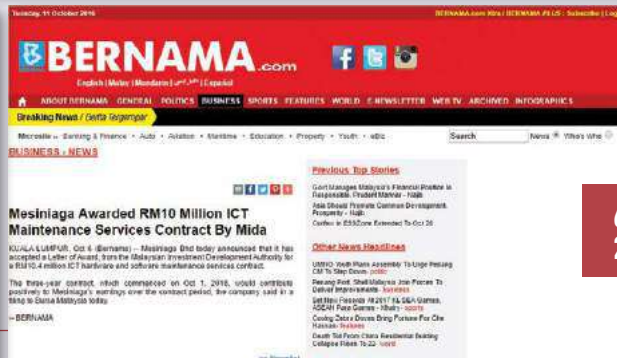 Tuesday, 11 October 2016
BERNAMA.com Xtra | BERNAMA PLUS : Subscribe | Log
BERNAMA.com
English | Malay | Mandarin | | Español
ABOUT BERNAMA GENERAL POLITICS BUSINESS SPORTS FEATURES WORLD E-NEWSLETTER WEB TV ARCHIVED INFOGRAPHICS
Breaking News / Berita Tergempar
Microsite » Banking & Finance • Auto • Aviation • Maritime • Education • Property • Youth • eBiz
Search News Who's Who
BUSINESS > NEWS
Mesiniaga Awarded RM10 Million ICT
Maintenance Services Contract By Mida
KUALA LUMPUR, Oct 6 (Bernama) -- Mesiniaga Bhd today announced that it has
accepted a Letter of Award, from the Malaysian Investment Development Authority for
a RM10.4 million ICT hardware and software maintenance services contract.
The three-year contract, which commenced on Oct 1, 2016, would contribute
positively to Mesiniaga's earnings over the contract period, the company said in a
filing to Bursa Malaysia today.
-- BERNAMA
Previous Top Stories
Govt Manages Malaysia's Financial Position In
Responsible, Prudent Manner - Najib
Asia Should Promote Common Development,
Prosperity - Najib
Curfew In ESSZone Extended To Oct 20
Other News Headlines
UMNO Youth Plans Assembly To Urge Penang
CM To Step Down- politic
Penang Port, Shell Malaysia Join Forces To
Deliver Improvements- business
Set New Records At 2017 KL SEA Games,
ASEAN Para Games - Khairy- sports
Cooing Zebra Doves Bring Fortune For Che
Hassan- features
Death Toll From China Residential Building
Collapse Rises To 22- world